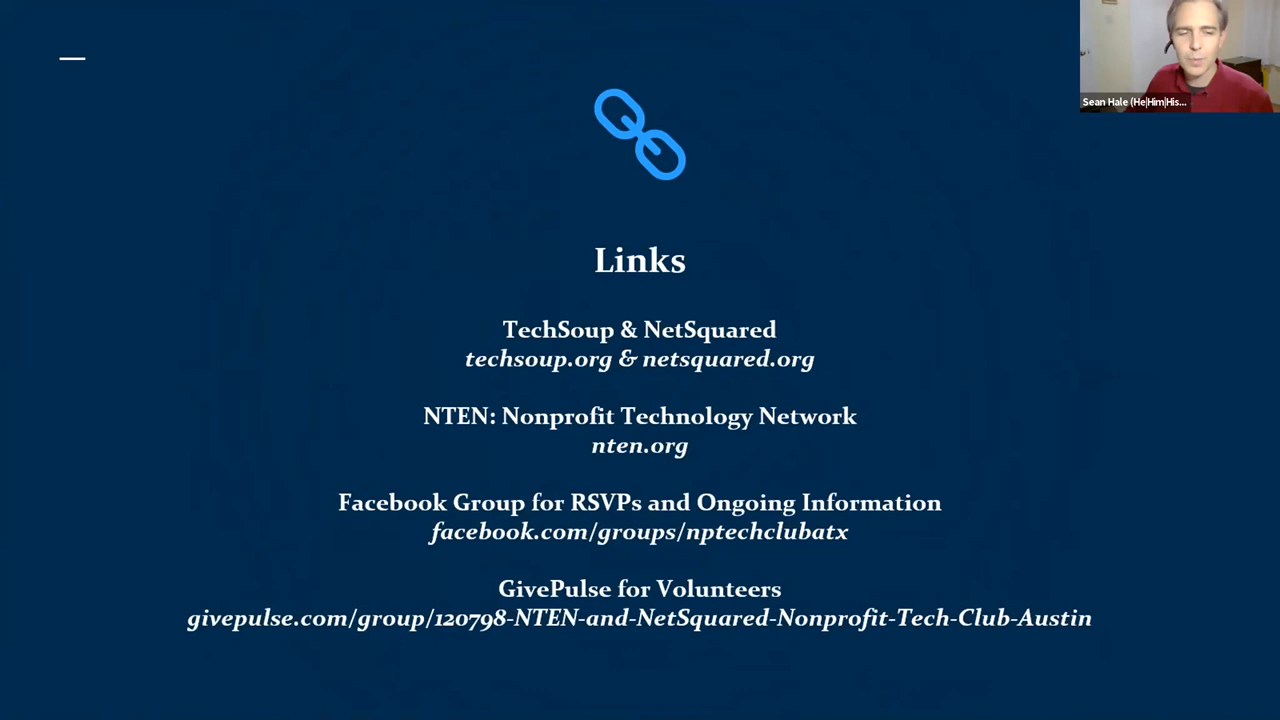 Sean Hale (He|Him|His...
Links
TechSoup & NetSquared
techsoup.org & netsquared.org
NTEN: Nonprofit Technology Network
nten.org
Facebook Group for RSVPs and Ongoing Information
facebook.com/groups/nptechclubatx
GivePulse for Volunteers
givepulse.com/group/120798-NTEN-and-NetSquared-Nonprofit-Tech-Club-Austin